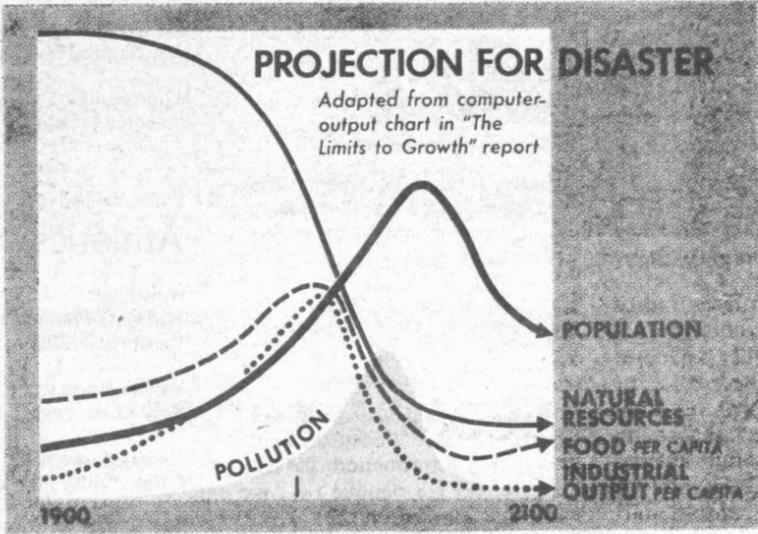 PROJECTION FOR DISASTER
Adapted from computer-
output chart in "The
Limits to Growth" report
POPULATION
NATURAL
RESOURCES
FOOD PER CAPITA
INDUSTRIAL
OUTPUT PER CAPITA
POLLUTION
1900
2100